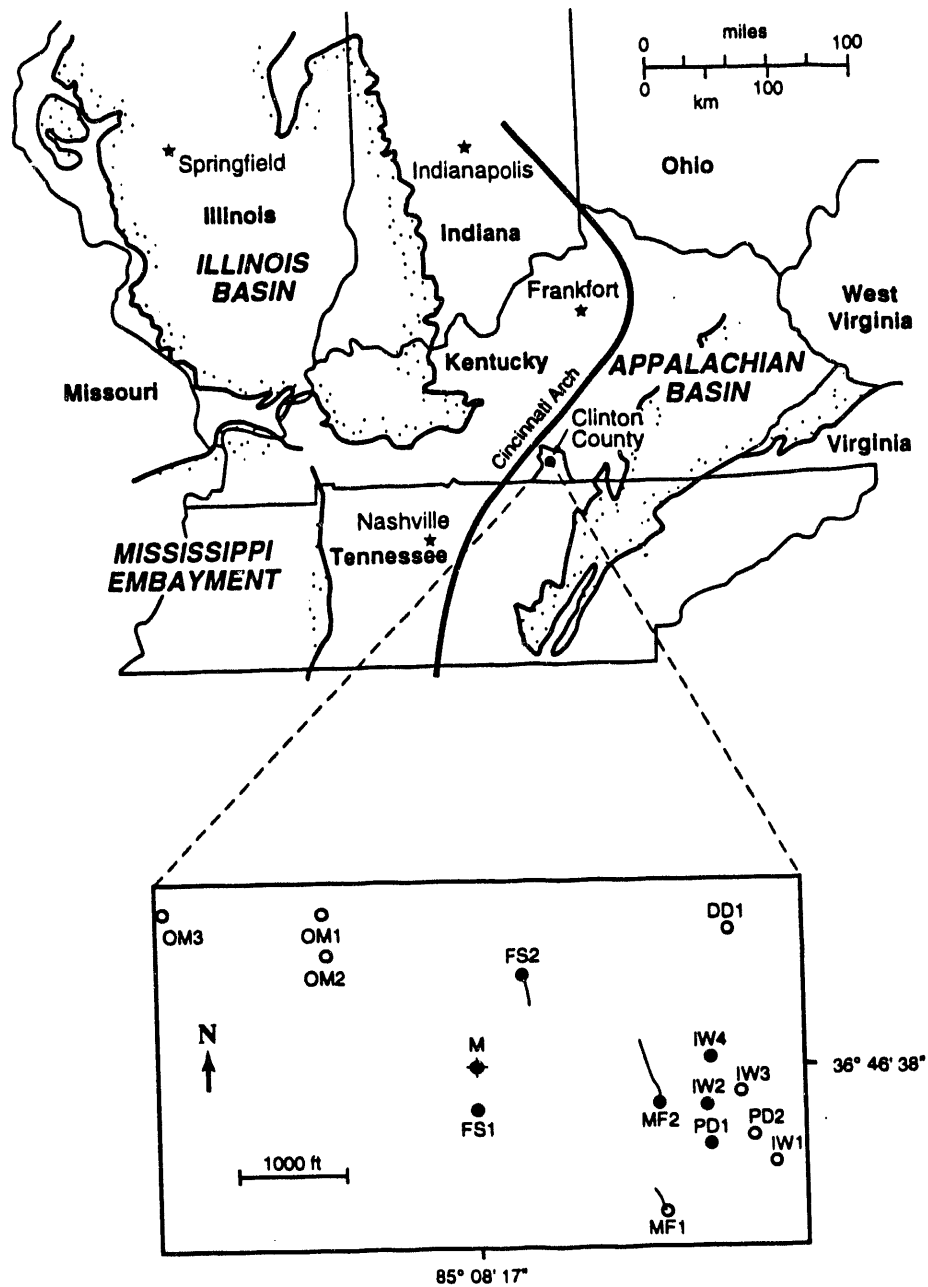 0 miles 100
0 km 100
Springfield
Indianapolis
Ohio
Illinois
Indiana
ILLINOIS
BASIN
Frankfort
West
Virginia
Kentucky
APPALACHIAN
BASIN
Missouri
Cincinnati Arch
Clinton
County
Virginia
Nashville
Tennessee
MISSISSIPPI
EMBAYMENT
DD1
OM3
OM1
OM2
FS2
N
M
IW4
36° 46' 38"
IW3
IW2
MF2
FS1
PD1
PD2
IW1
1000 ft
MF1
85° 08' 17"